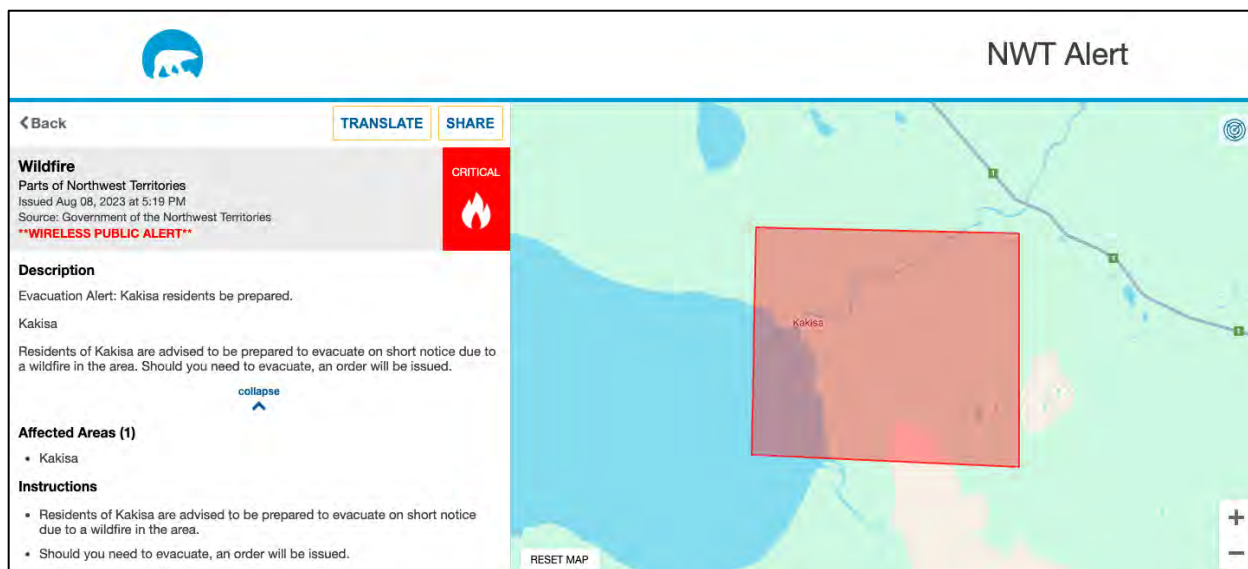 NWT Alert
Back
TRANSLATE
SHARE
Wildfire
Parts of Northwest Territories
Issued Aug 08, 2023 at 5:19 PM
Source: Government of the Northwest Territories
**WIRELESS PUBLIC ALERT**
CRITICAL
Description
Evacuation Alert: Kakisa residents be prepared.
Kakisa
Residents of Kakisa are advised to be prepared to evacuate on short notice due to
a wildfire in the area. Should you need to evacuate, an order will be issued.
collapse
Affected Areas (1)
• Kakisa
Instructions
• Residents of Kakisa are advised to be prepared to evacuate on short notice
due to a wildfire in the area.
• Should you need to evacuate, an order will be issued.
1
1
1
Kakisa
RESET MAP
+
−